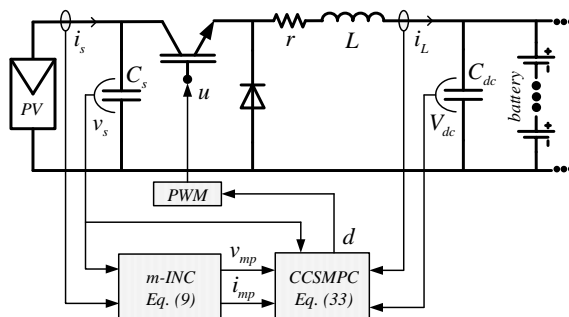 i_s
r
L
i_L
C_s
C_dc
PV
v_s
u
V_dc
battery
+
+
PWM
d
v_mp
m-INC
Eq. (9)
i_mp
CCSMPC
Eq. (33)